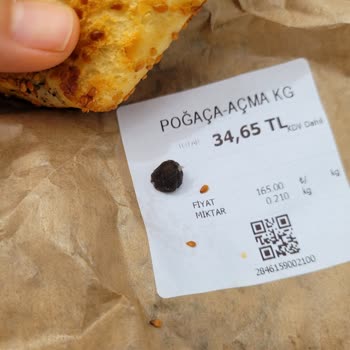 POĞAÇA-AÇMA KG
TUTAR 34,65 TL KDV Dahil
FİYAT 165.00 ₺/kg
MİKTAR 0.210 kg
2846159002100